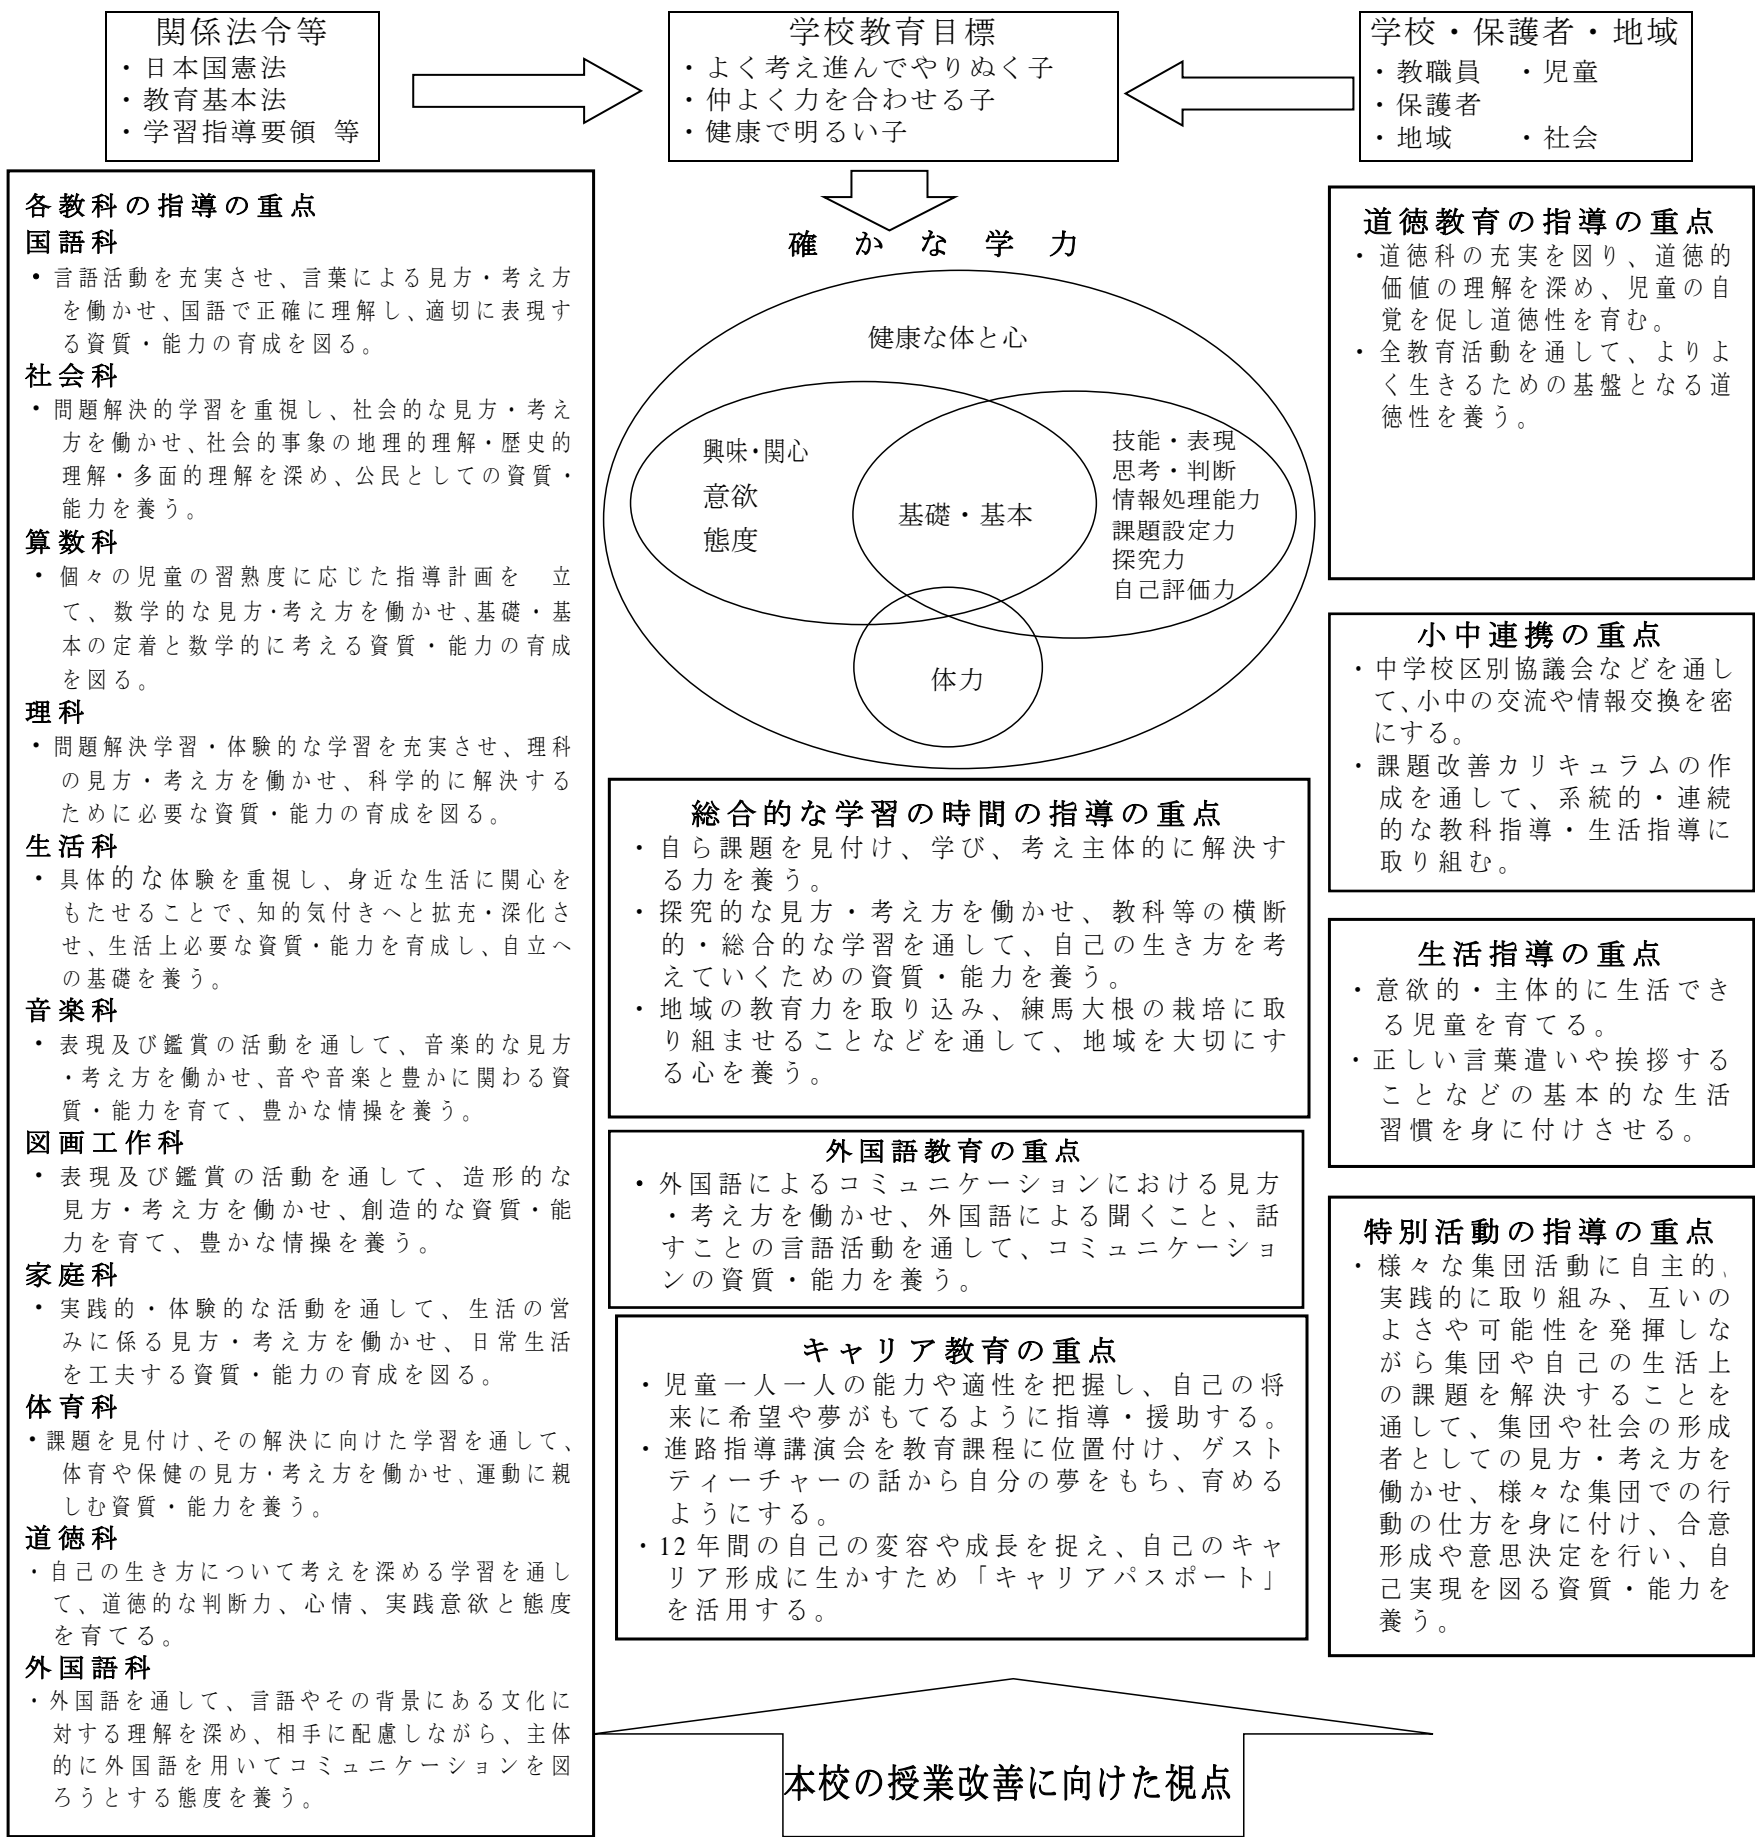 関係法令等
・日本国憲法
・教育基本法
・学習指導要領 等
学校教育目標
・よく考え進んでやりぬく子
・仲よく力を合わせる子
・健康で明るい子
学校・保護者・地域
・教職員 ・児童
・保護者
・地域 ・社会
各教科の指導の重点
国語科
・言語活動を充実させ、言葉による見方・考え方
を働かせ、国語で正確に理解し、適切に表現す
る資質・能力の育成を図る。
社会科
・問題解決的学習を重視し、社会的な見方・考え
方を働かせ、社会的事象の地理的理解・歴史的
理解・多面的理解を深め、公民としての資質・
能力を養う。
算数科
・個々の児童の習熟度に応じた指導計画を 立
て、数学的な見方・考え方を働かせ、基礎・基
本の定着と数学的に考える資質・能力の育成
を図る。
理科
・問題解決学習・体験的な学習を充実させ、理科
の見方・考え方を働かせ、科学的に解決する
ために必要な資質・能力の育成を図る。
生活科
・具体的な体験を重視し、身近な生活に関心を
もたせることで、知的気付きへと拡充・深化さ
せ、生活上必要な資質・能力を育成し、自立へ
の基礎を養う。
音楽科
・表現及び鑑賞の活動を通して、音楽的な見方
・考え方を働かせ、音や音楽と豊かに関わる資
質・能力を育て、豊かな情操を養う。
図画工作科
・表現及び鑑賞の活動を通して、造形的な
見方・考え方を働かせ、創造的な資質・能
力を育て、豊かな情操を養う。
家庭科
・実践的・体験的な活動を通して、生活の営
みに係る見方・考え方を働かせ、日常生活
を工夫する資質・能力の育成を図る。
体育科
・課題を見付け、その解決に向けた学習を通して、
体育や保健の見方・考え方を働かせ、運動に親
しむ資質・能力を養う。
道徳科
・自己の生き方について考えを深める学習を通し
て、道徳的な判断力、心情、実践意欲と態度
を育てる。
外国語科
・外国語を通して、言語やその背景にある文化に
対する理解を深め、相手に配慮しながら、主体
的に外国語を用いてコミュニケーションを図
ろうとする態度を養う。
確かな学力
健康な体と心
興味・関心
意欲
態度
基礎・基本
技能・表現
思考・判断
情報処理能力
課題設定力
探究力
自己評価力
体力
総合的な学習の時間の指導の重点
・自ら課題を見付け、学び、考え主体的に解決す
る力を養う。
・探究的な見方・考え方を働かせ、教科等の横断
的・総合的な学習を通して、自己の生き方を考
えていくための資質・能力を養う。
・地域の教育力を取り込み、練馬大根の栽培に取
り組ませることなどを通して、地域を大切にす
る心を養う。
外国語教育の重点
・外国語によるコミュニケーションにおける見方
・考え方を働かせ、外国語による聞くこと、話
すことの言語活動を通して、コミュニケーショ
ンの資質・能力を養う。
キャリア教育の重点
・児童一人一人の能力や適性を把握し、自己の将
来に希望や夢がもてるように指導・援助する。
・進路指導講演会を教育課程に位置付け、ゲスト
ティーチャーの話から自分の夢をもち、育める
ようにする。
・12年間の自己の変容や成長を捉え、自己のキャ
リア形成に生かすため「キャリアパスポート」
を活用する。
道徳教育の指導の重点
・道徳科の充実を図り、道徳的
価値の理解を深め、児童の自
覚を促し道徳性を育む。
・全教育活動を通して、よりよ
く生きるための基盤となる道
徳性を養う。
小中連携の重点
・中学校区別協議会などを通し
て、小中の交流や情報交換を密
にする。
・課題改善カリキュラムの作
成を通して、系統的・連続
的な教科指導・生活指導に
取り組む。
生活指導の重点
・意欲的・主体的に生活でき
る児童を育てる。
・正しい言葉遣いや挨拶する
ことなどの基本的な生活
習慣を身に付けさせる。
特別活動の指導の重点
・様々な集団活動に自主的、
実践的に取り組み、互いの
よさや可能性を発揮しな
がら集団や自己の生活上
の課題を解決することを
通して、集団や社会の形成
者としての見方・考え方を
働かせ、様々な集団での行
動の仕方を身に付け、合意
形成や意思決定を行い、自
己実現を図る資質・能力を
養う。
本校の授業改善に向けた視点